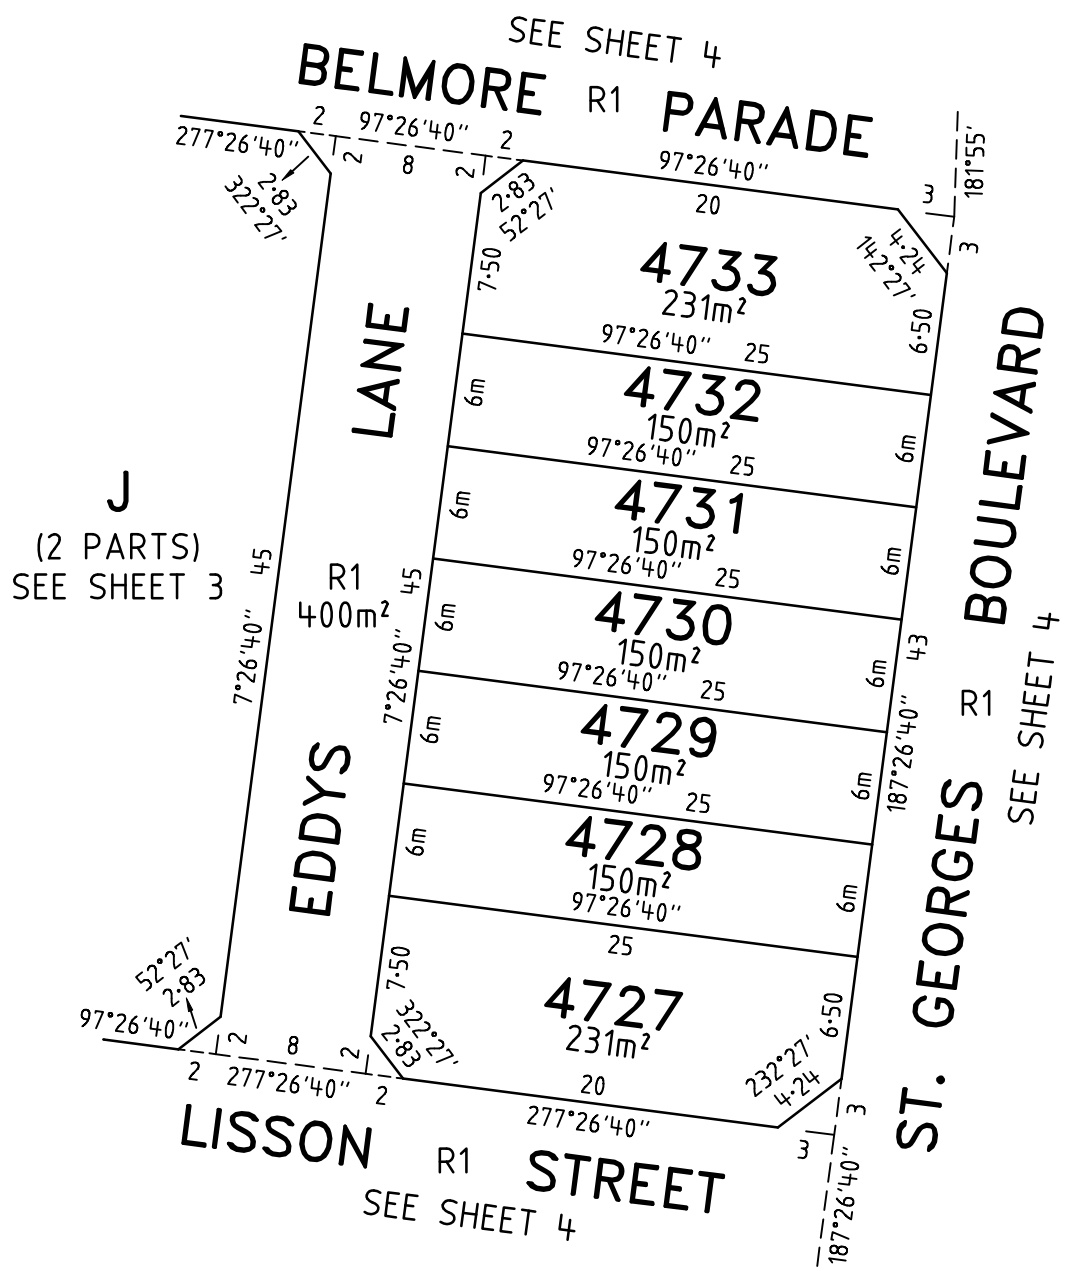 SEE SHEET 4
BELMORE R1 PARADE
2 97°26'40" 2
277°26'40"
2 8 2
2·83
322°27'
2·83
52°27'
97°26'40"
20
3
181°55'
3
4·24
142°27'
7·50
4733
231m²
6·50
97°26'40" 25
6m
4732
150m²
6m
97°26'40" 25
6m
4731
150m²
6m
97°26'40" 25
6m
4730
150m²
6m
97°26'40" 25
6m
4729
150m²
6m
97°26'40" 25
6m
4728
150m²
6m
97°26'40"
25
7·50
4727
231m²
6·50
322°27'
2·83
232°27'
4·24
20
277°26'40"
3
3
187°26'40"
J
(2 PARTS)
SEE SHEET 3
45
7°26'40"
EDDYS LANE
R1
400m²
45
7°26'40"
43
187°26'40"
ST. GEORGES BOULEVARD
R1
SEE SHEET 4
52°27'
2·83
97°26'40"
2 8 2
2 277°26'40" 2
LISSON R1 STREET
SEE SHEET 4